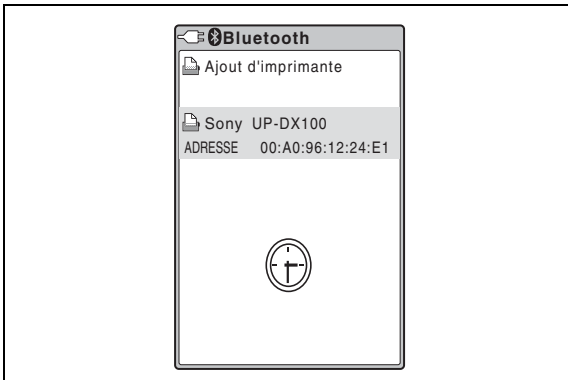 Bluetooth
Ajout d'imprimante
Sony UP-DX100
ADRESSE 00:A0:96:12:24:E1